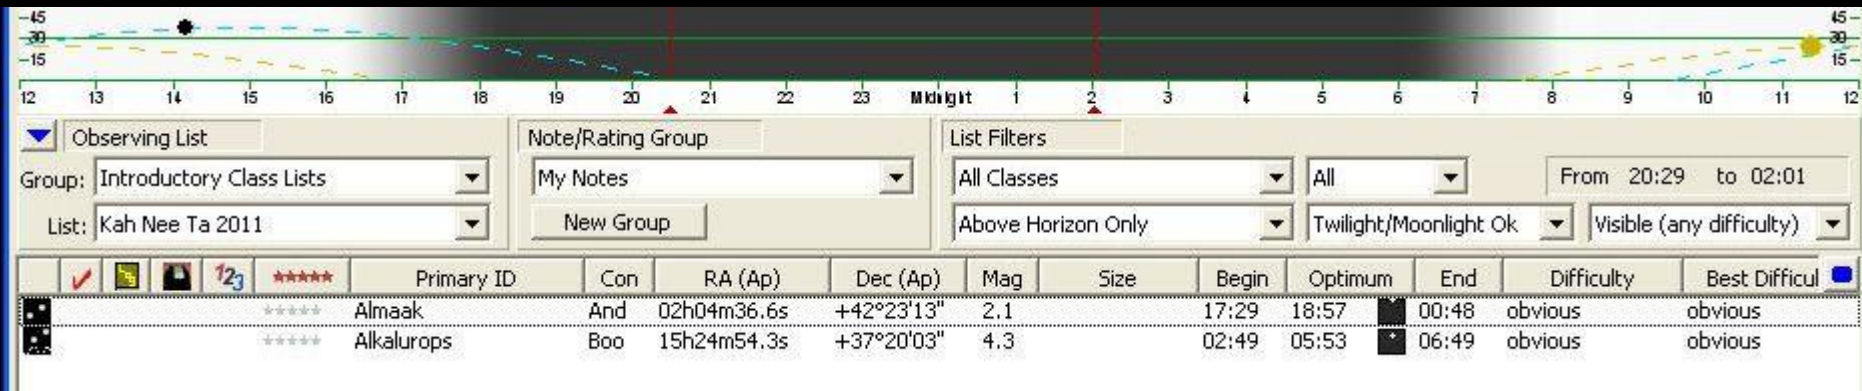 -45 45-
-30 30-
-15 15-
12 13 14 15 16 17 18 19 20 21 22 23 Midnight 1 2 3 4 5 6 7 8 9 10 11 12
Observing List Note/Rating Group List Filters
Group: Introductory Class Lists My Notes All Classes All From 20:29 to 02:01
List: Kah Nee Ta 2011 New Group Above Horizon Only Twilight/Moonlight Ok Visible (any difficulty)
123 ***** Primary ID Con RA (Ap) Dec (Ap) Mag Size Begin Optimum End Difficulty Best Difficul
***** Almaak And 02h04m36.6s +42°23'13" 2.1 17:29 18:57 00:48 obvious obvious
***** Alkalurops Boo 15h24m54.3s +37°20'03" 4.3 02:49 05:53 06:49 obvious obvious